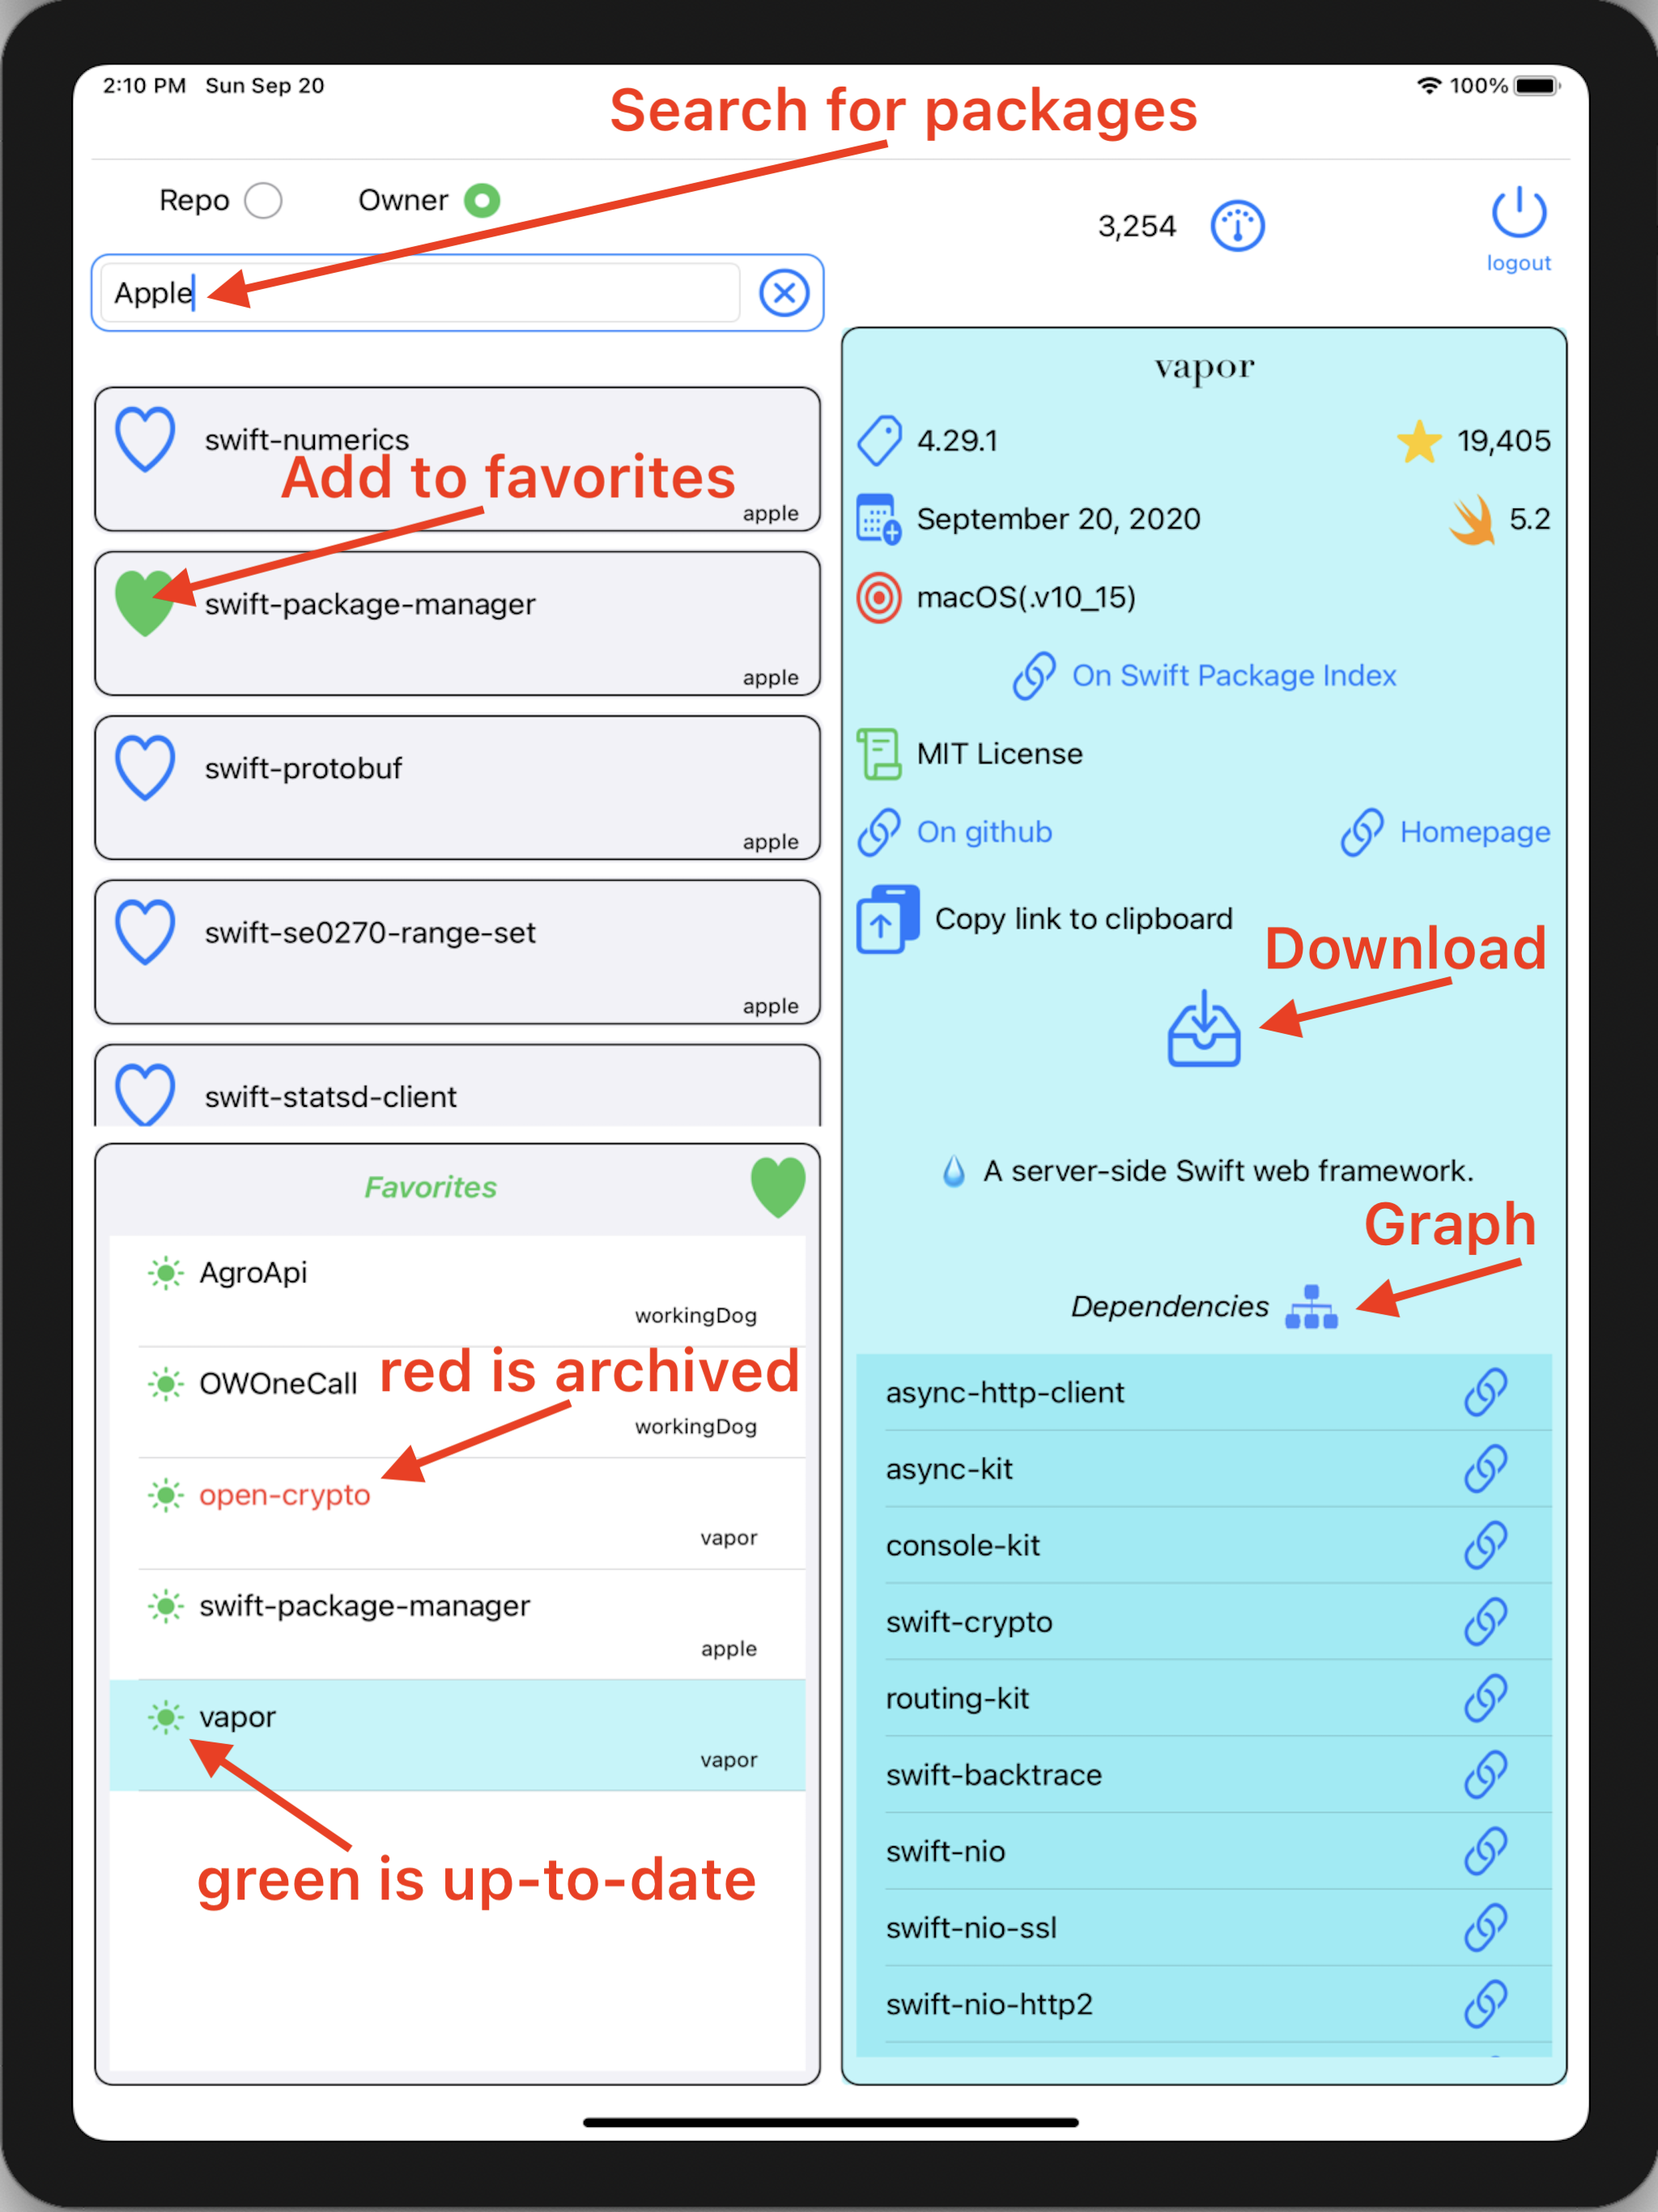 2:10 PM Sun Sep 20
100%
Search for packages
Repo
Owner
3,254
logout
Apple
swift-numerics
Add to favorites
apple
swift-package-manager
apple
swift-protobuf
apple
swift-se0270-range-set
apple
swift-statsd-client
Favorites
AgroApi
workingDog
OWOneCall
red is archived
workingDog
open-crypto
vapor
swift-package-manager
apple
vapor
vapor
green is up-to-date
vapor
4.29.1
19,405
September 20, 2020
5.2
macOS(.v10_15)
On Swift Package Index
MIT License
On github
Homepage
Copy link to clipboard
Download
A server-side Swift web framework.
Graph
Dependencies
async-http-client
async-kit
console-kit
swift-crypto
routing-kit
swift-backtrace
swift-nio
swift-nio-ssl
swift-nio-http2